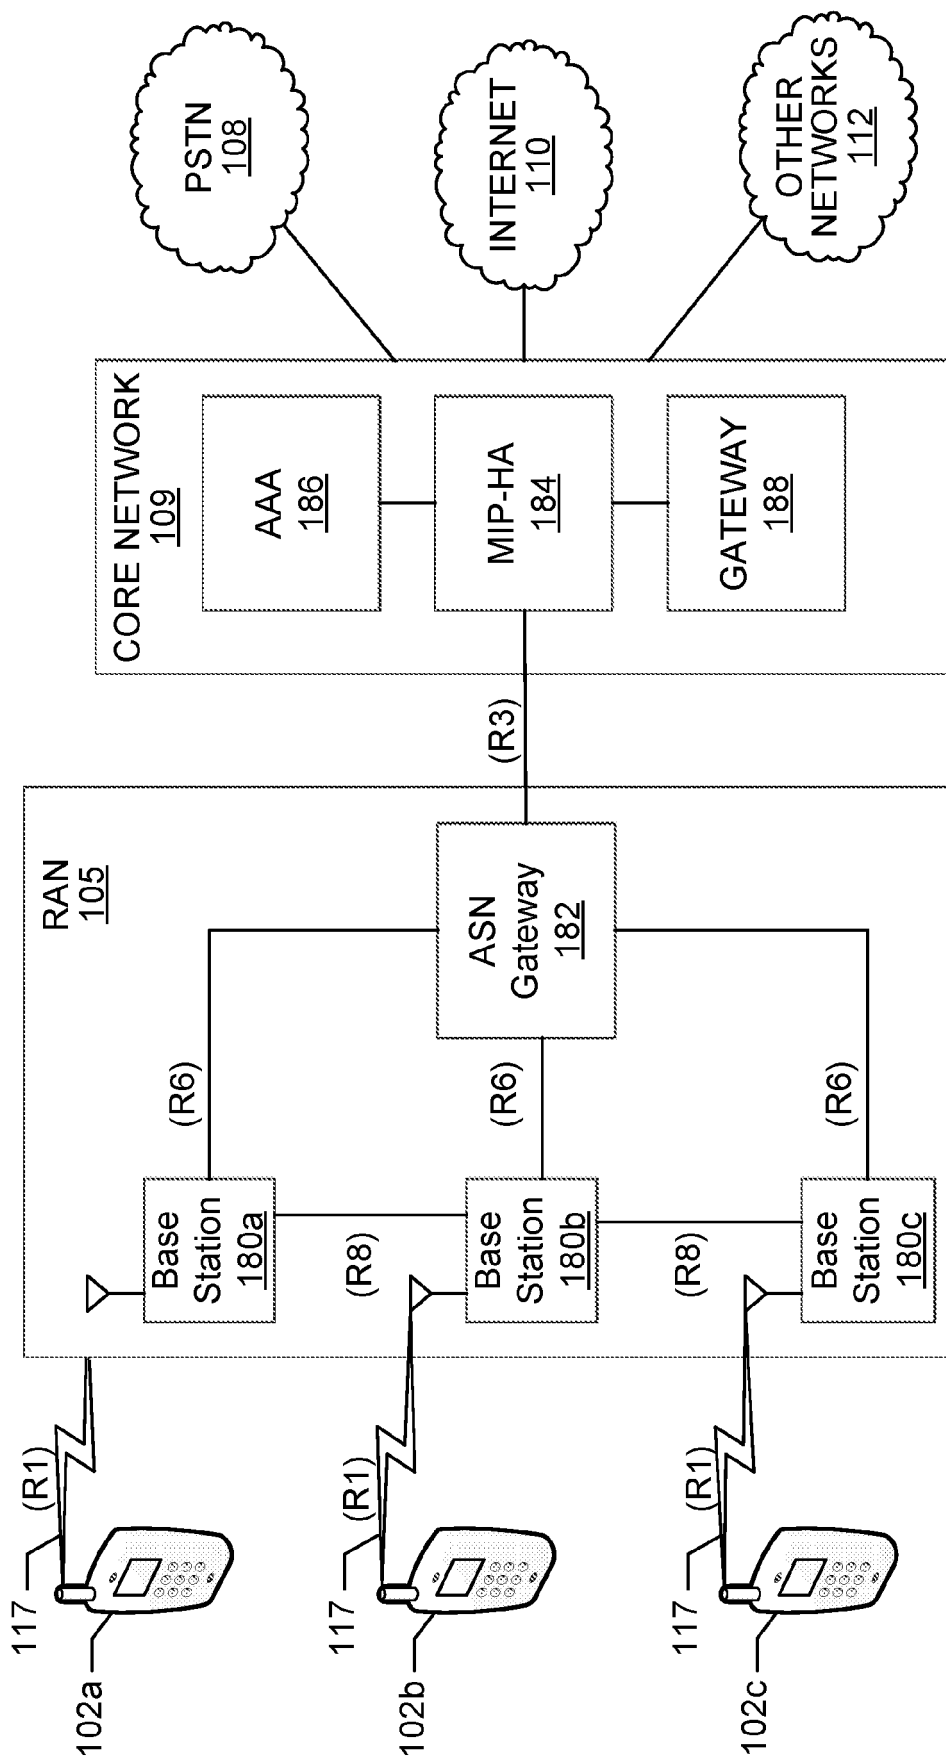 102a
117
(R1)
102b
117
(R1)
102c
117
(R1)
RAN
105
Base
Station
180a
(R8)
Base
Station
180b
(R8)
Base
Station
180c
(R6)
(R6)
(R6)
ASN
Gateway
182
(R3)
CORE NETWORK
109
AAA
186
MIP-HA
184
GATEWAY
188
PSTN
108
INTERNET
110
OTHER
NETWORKS
112